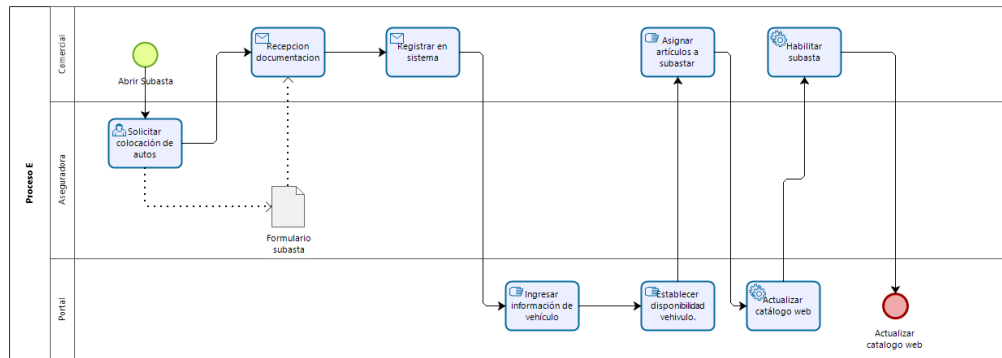 Proceso E
Comercial
Abrir Subasta
Recepcion
documentacion
Registrar en
sistema
Asignar
artículos a
subastar
Habilitar
subasta
Aseguradora
Solicitar
colocación de
autos
Formulario
subasta
Portal
Ingresar
información de
vehículo
Establecer
disponibilidad
vehivulo.
Actualizar
catálogo web
Actualizar
catalogo web